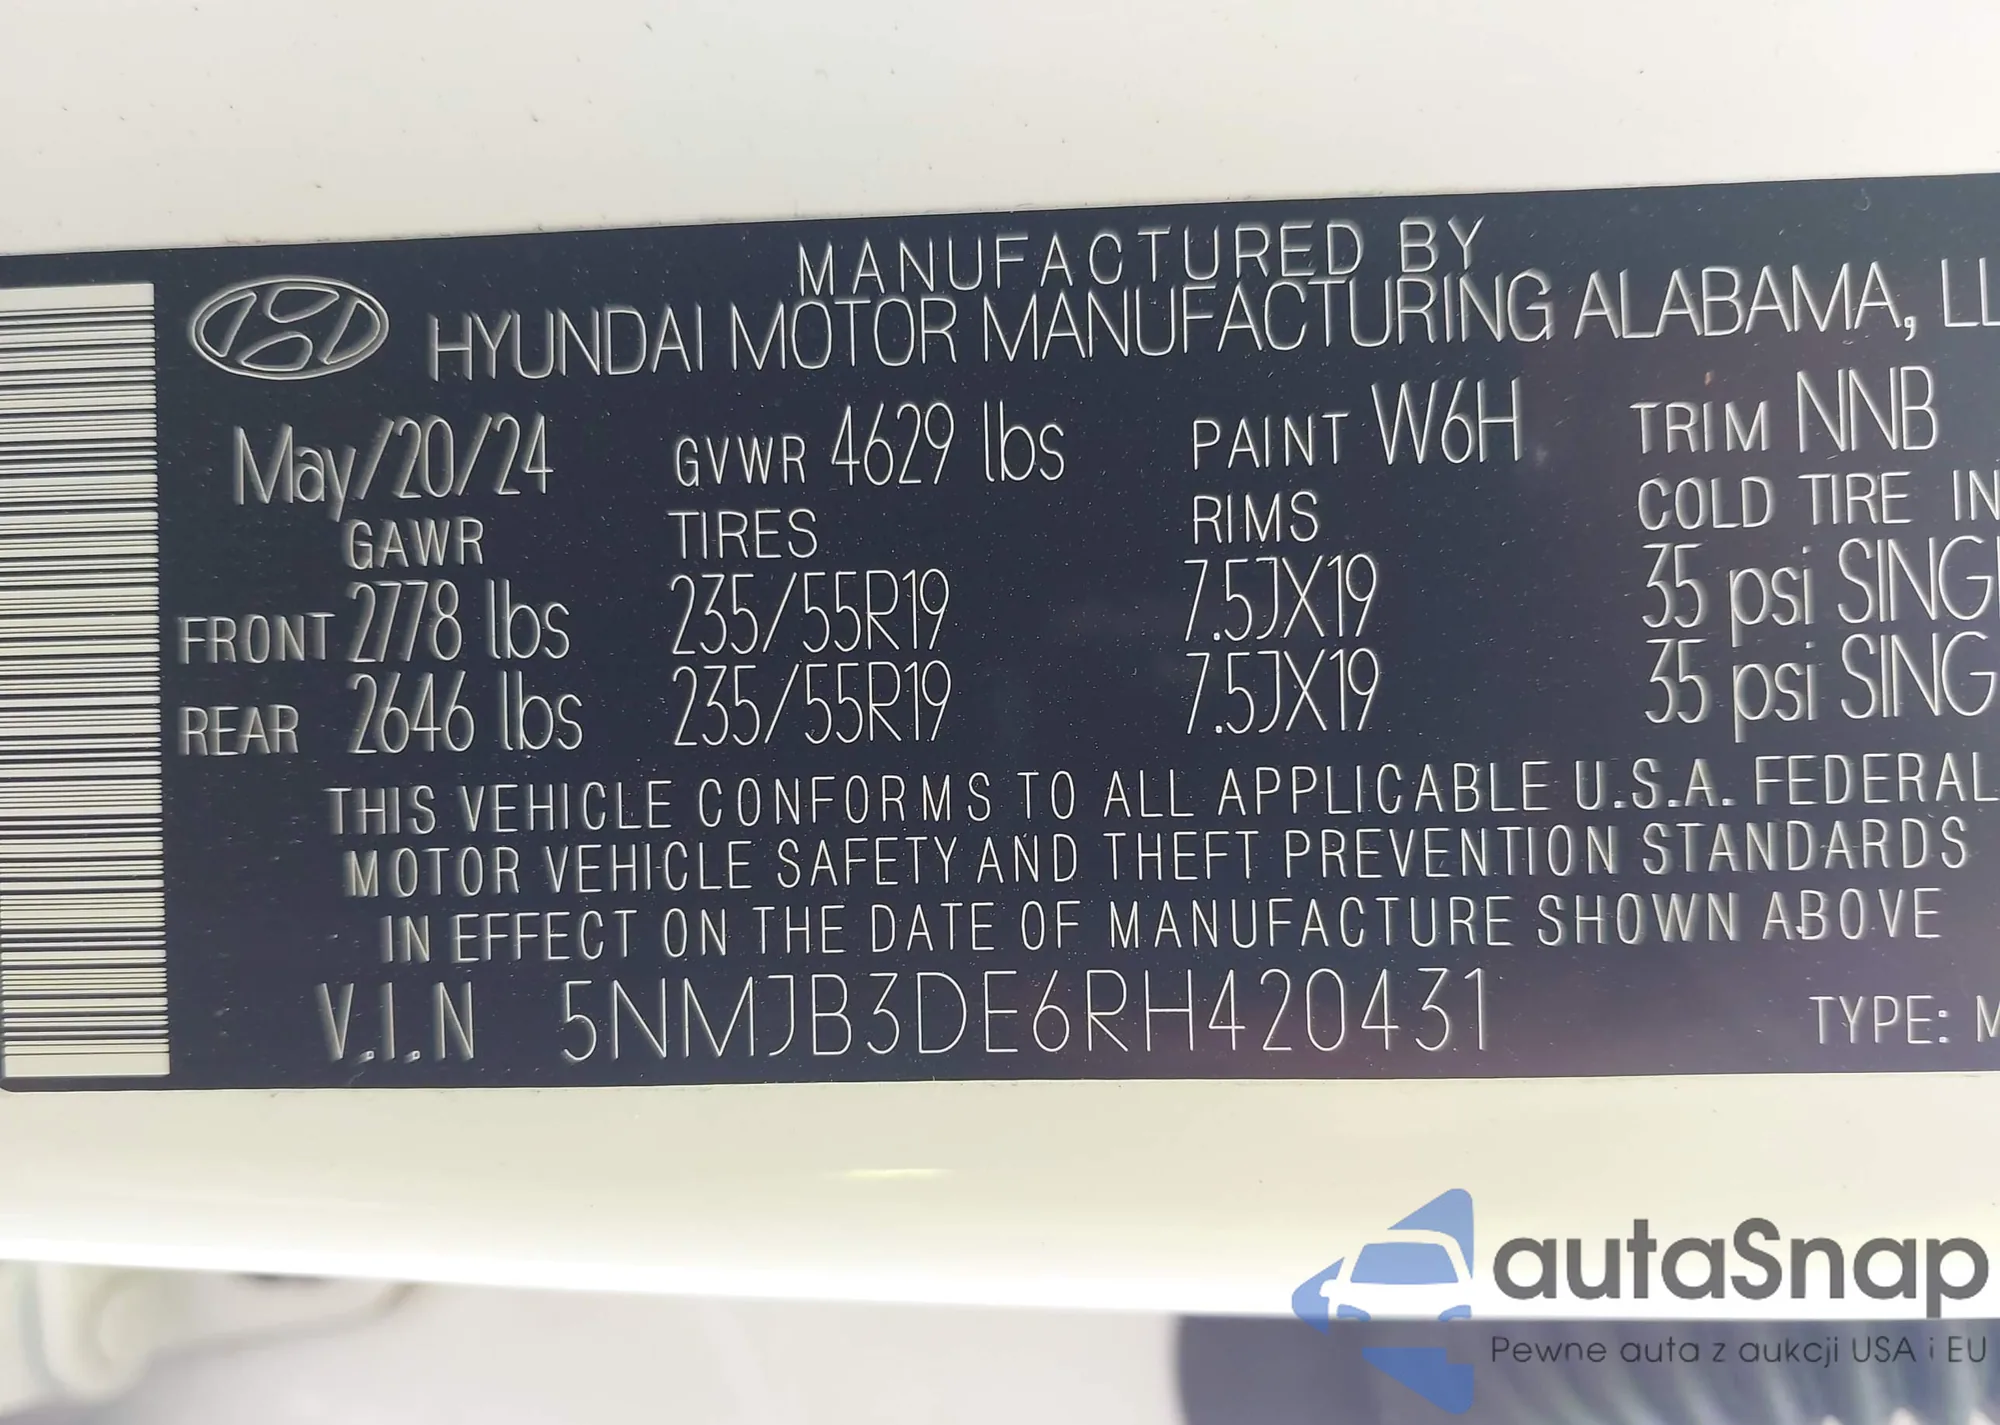 MANUFACTURED BY
HYUNDAI MOTOR MANUFACTURING ALABAMA, LL
May/20/24 GVWR 4629 lbs PAINT W6H TRIM NNB
GAWR TIRES RIMS COLD TIRE IN
FRONT 2778 lbs 235/55R19 7.5JX19 35 psi SINGL
REAR 2646 lbs 235/55R19 7.5JX19 35 psi SING
THIS VEHICLE CONFORMS TO ALL APPLICABLE U.S.A. FEDERAL
MOTOR VEHICLE SAFETY AND THEFT PREVENTION STANDARDS
IN EFFECT ON THE DATE OF MANUFACTURE SHOWN ABOVE
V.I.N 5NMJB3DE6RH420431 TYPE: M
autaSnap
Pewne auta z aukcji USA i EU